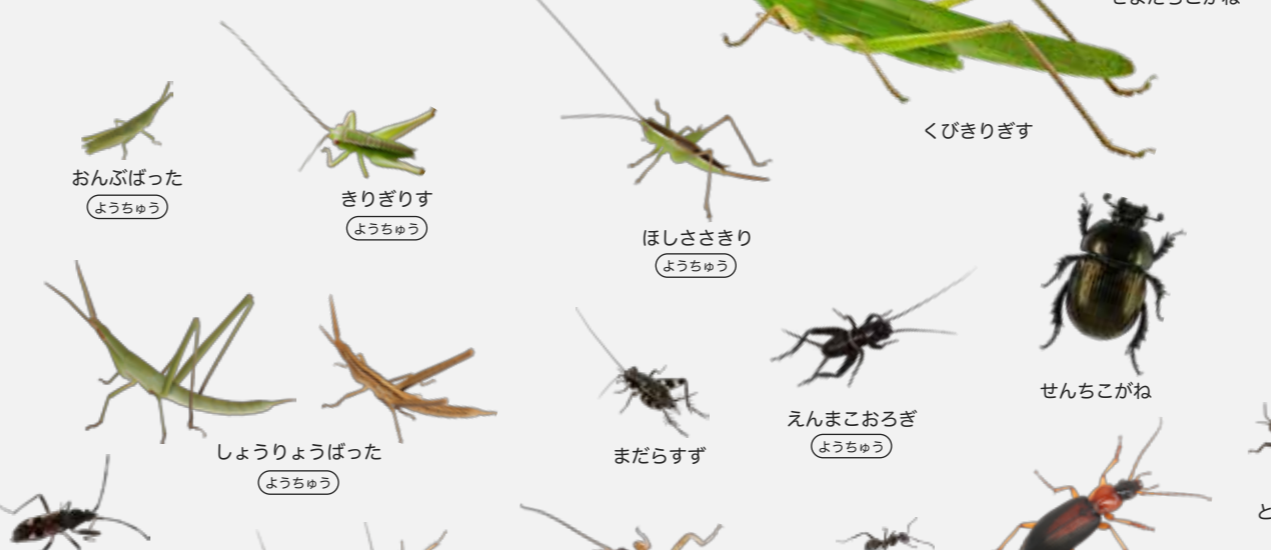 くびきりぎす
おんぶばった
ようちゅう
きりぎりす
ようちゅう
ほしささきり
ようちゅう
せんちこがね
えんまこおろぎ
ようちゅう
しょうりょうばった
ようちゅう
まだらすず